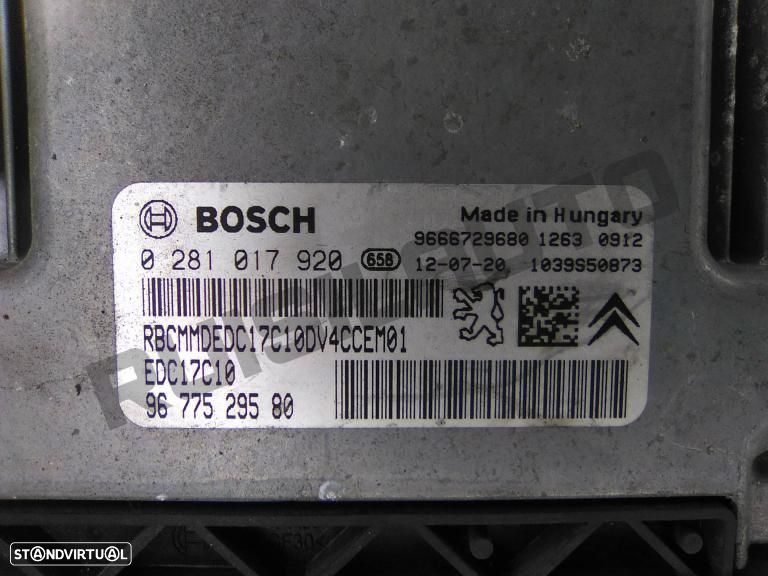 BOSCH
Made in Hungary
9666729680 1263 0912
0 281 017 920 658 12-07-20 1039S50873
RBCMMDEDC17C10DV4CCEM01
EDC17C10
96 775 295 80
STANDVIRTUAL